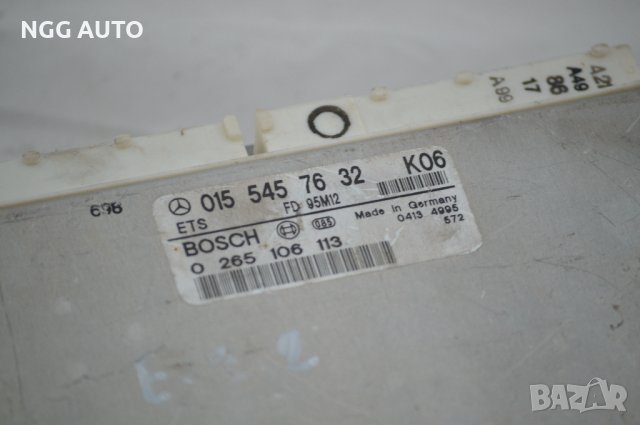 NGG AUTO
A99
17
86
A49
A21
696
015 545 76 32 K06
ETS FD 95M12
BOSCH 085 Made in Germany
0 265 106 113 0413 4995
572
BAZAR